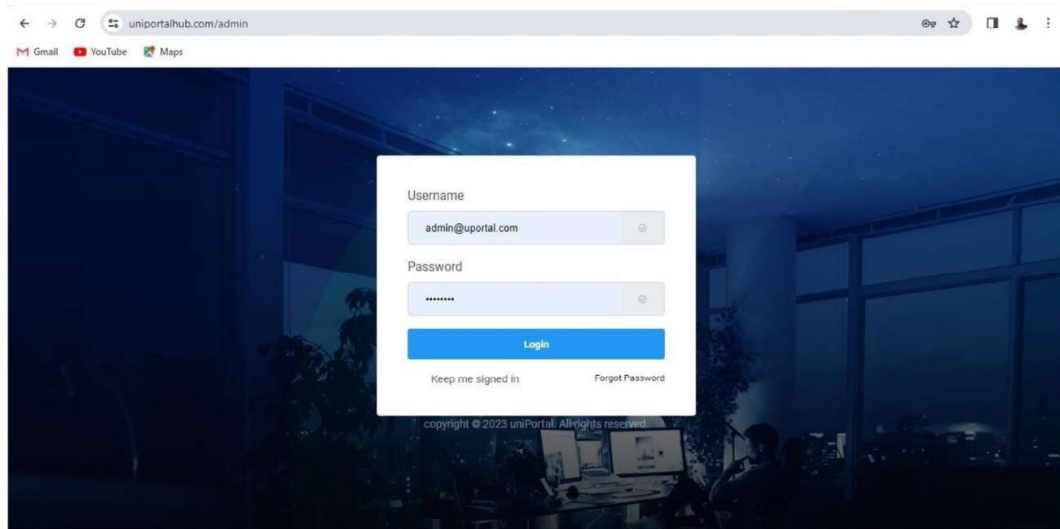 uniportalhub.com/admin
Gmail YouTube Maps
Username
admin@uportal.com
Password
••••••••
Login
Keep me signed in Forgot Password
copyright © 2023 uniPortal. All rights reserved.